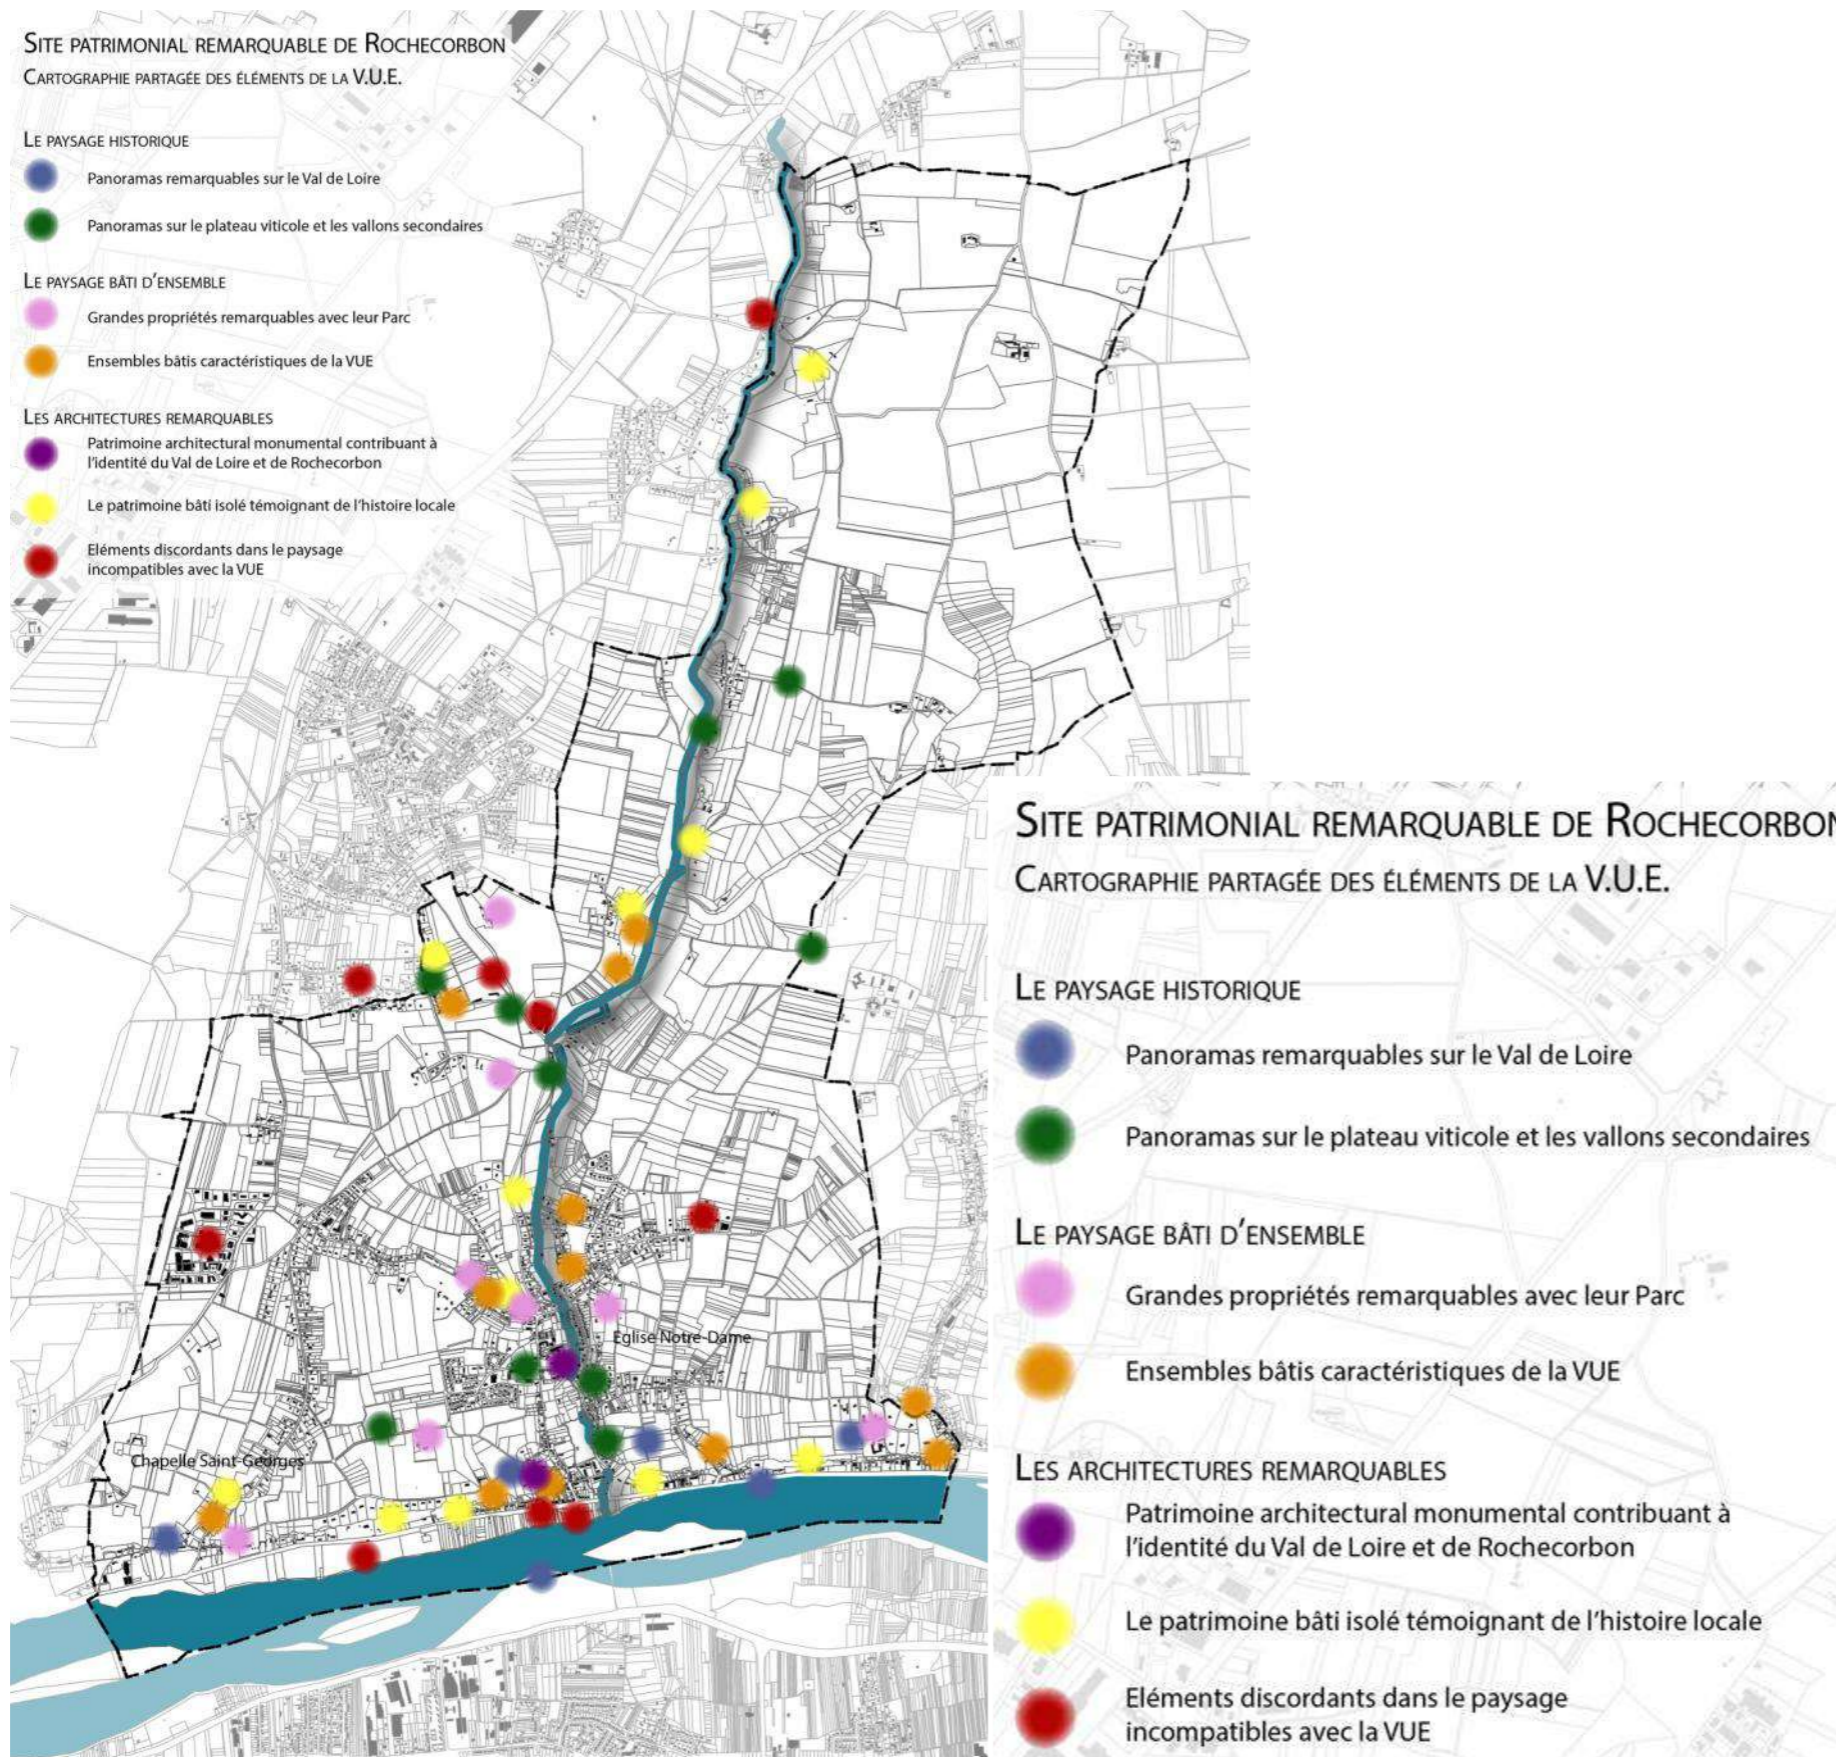 SITE PATRIMONIAL REMARQUABLE DE ROCHECORBON
CARTOGRAPHIE PARTAGÉE DES ÉLÉMENTS DE LA V.U.E.
LE PAYSAGE HISTORIQUE
Panoramas remarquables sur le Val de Loire
Panoramas sur le plateau viticole et les vallons secondaires
LE PAYSAGE BÂTI D'ENSEMBLE
Grandes propriétés remarquables avec leur Parc
Ensembles bâtis caractéristiques de la VUE
LES ARCHITECTURES REMARQUABLES
Patrimoine architectural monumental contribuant à
l'identité du Val de Loire et de Rochecorbon
Le patrimoine bâti isolé témoignant de l'histoire locale
Eléments discordants dans le paysage
incompatibles avec la VUE
Eglise Notre-Dame
Chapelle Saint-Georges
SITE PATRIMONIAL REMARQUABLE DE ROCHECORBON
CARTOGRAPHIE PARTAGÉE DES ÉLÉMENTS DE LA V.U.E.
LE PAYSAGE HISTORIQUE
Panoramas remarquables sur le Val de Loire
Panoramas sur le plateau viticole et les vallons secondaires
LE PAYSAGE BÂTI D'ENSEMBLE
Grandes propriétés remarquables avec leur Parc
Ensembles bâtis caractéristiques de la VUE
LES ARCHITECTURES REMARQUABLES
Patrimoine architectural monumental contribuant à
l'identité du Val de Loire et de Rochecorbon
Le patrimoine bâti isolé témoignant de l'histoire locale
Eléments discordants dans le paysage
incompatibles avec la VUE